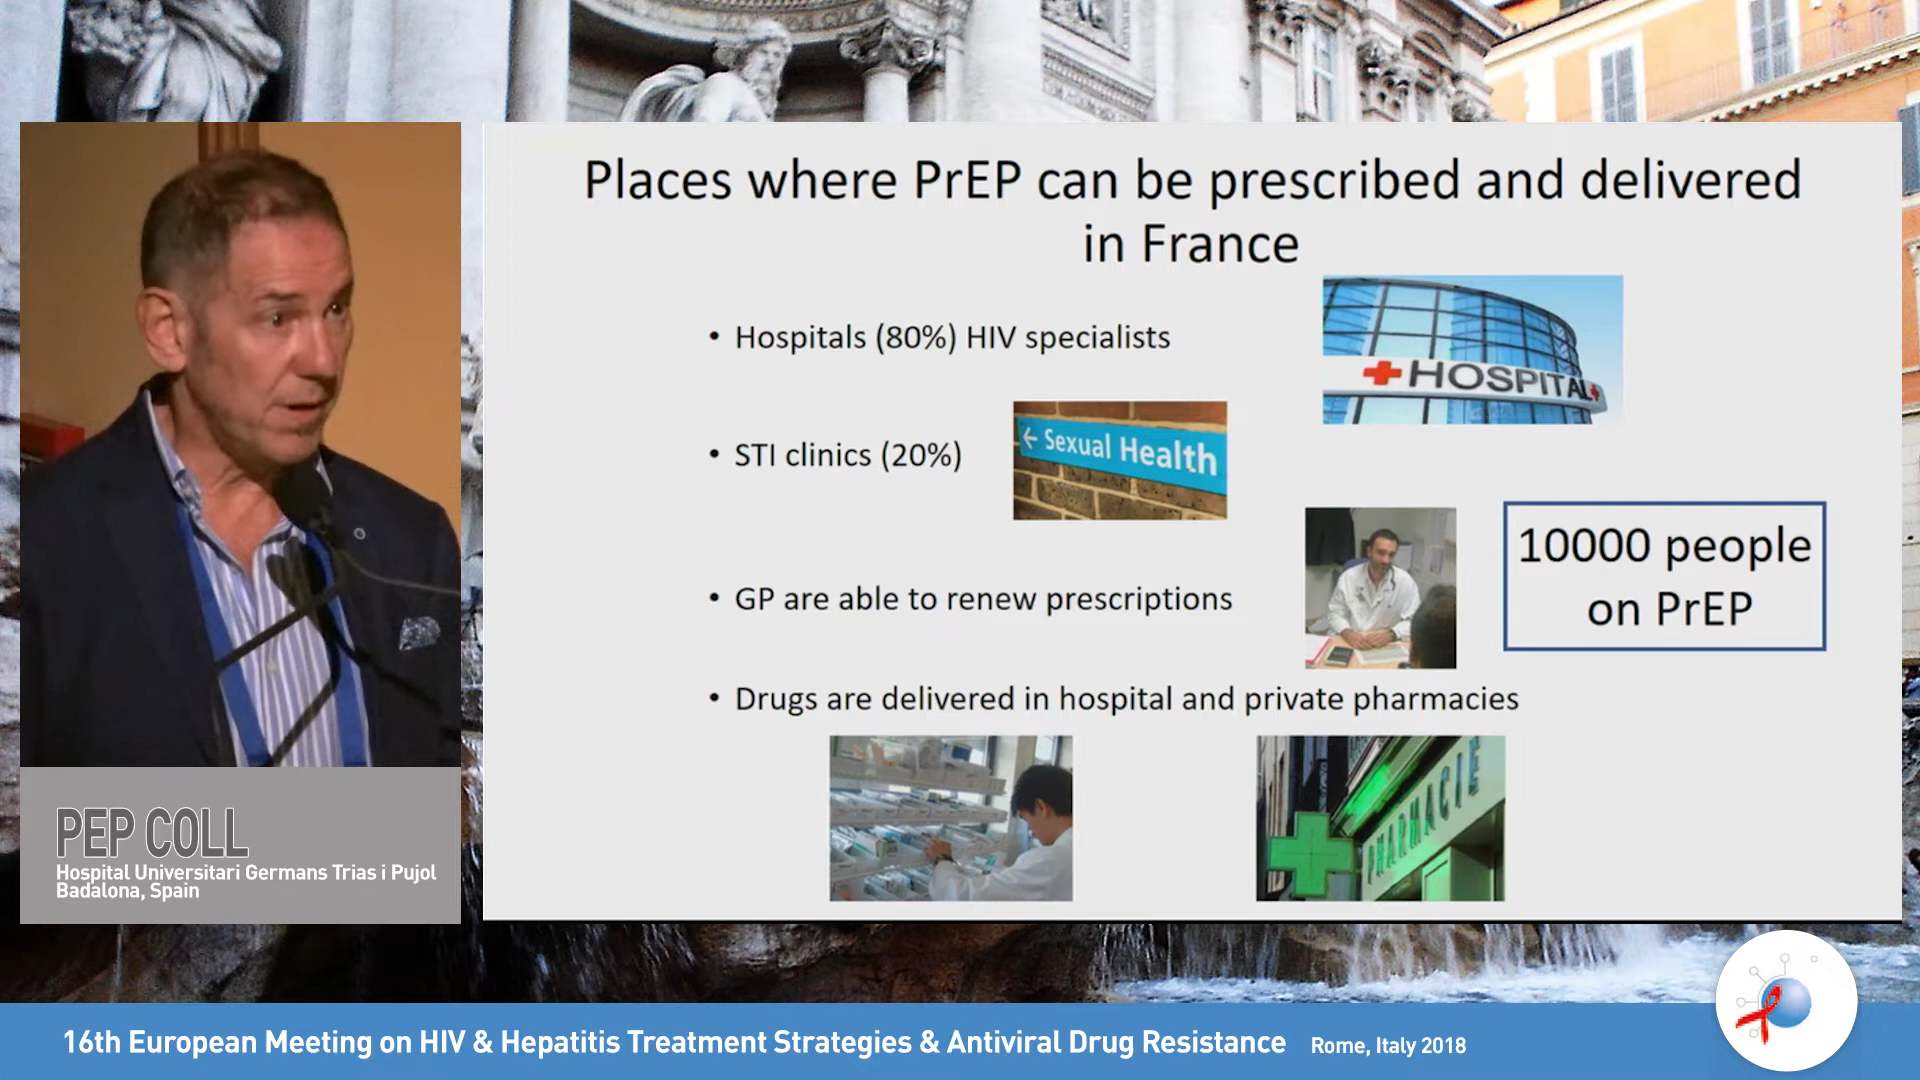 Places where PrEP can be prescribed and delivered
in France
• Hospitals (80%) HIV specialists
HOSPITAL
• STI clinics (20%)
← Sexual Health
• GP are able to renew prescriptions
10000 people
on PrEP
• Drugs are delivered in hospital and private pharmacies
PHARMACIE
PEP COLL
Hospital Universitari Germans Trias i Pujol
Badalona, Spain
16th European Meeting on HIV & Hepatitis Treatment Strategies & Antiviral Drug Resistance Rome, Italy 2018